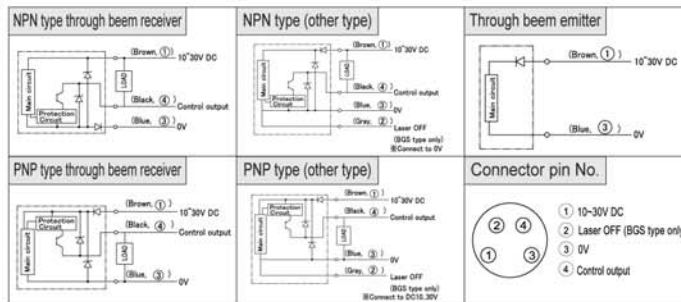 NPN type through beem receiver
Main circuit
Protection
Circuit
LOAD
(Brown, ①)
10~30V DC
(Black, ④)
Control output
(Blue, ③)
0V
NPN type (other type)
Main circuit
Protection
Circuit
LOAD
(Brown, ①)
10~30V DC
(Black, ④)
Control output
(Blue, ③)
0V
(Gray, ②)
Laser OFF
(BGS type only)
※Connect to 0V
Through beem emitter
Main circuit
(Brown, ①)
10~30V DC
(Blue, ③)
0V
PNP type through beem receiver
Main circuit
Protection
Circuit
LOAD
(Brown, ①)
10~30V DC
(Black, ④)
Control output
(Blue, ③)
0V
PNP type (other type)
Main circuit
Protection
Circuit
LOAD
(Brown, ①)
10~30V DC
(Black, ④)
Control output
(Blue, ③)
0V
(Gray, ②)
Laser OFF
(BGS type only)
※Connect to DC10..30V
Connector pin No.
② ④
① ③
① 10~30V DC
② Laser OFF (BGS type only
③ 0V
④ Control output